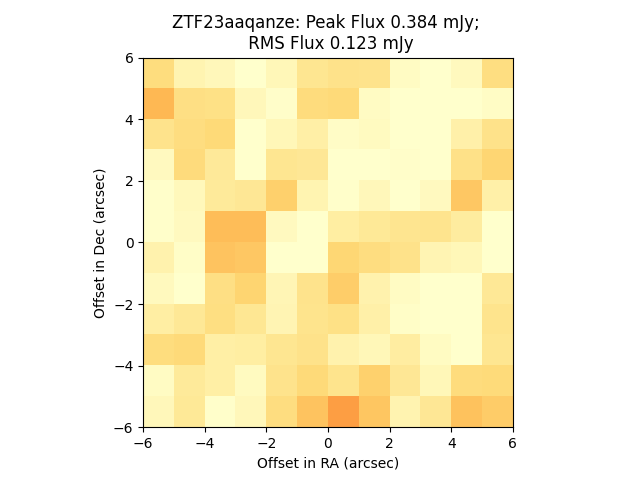 ZTF23aaqanze: Peak Flux 0.384 mJy;
RMS Flux 0.123 mJy
6
4
2
0
−2
−4
−6
Offset in Dec (arcsec)
−6 −4 −2 0 2 4 6
Offset in RA (arcsec)